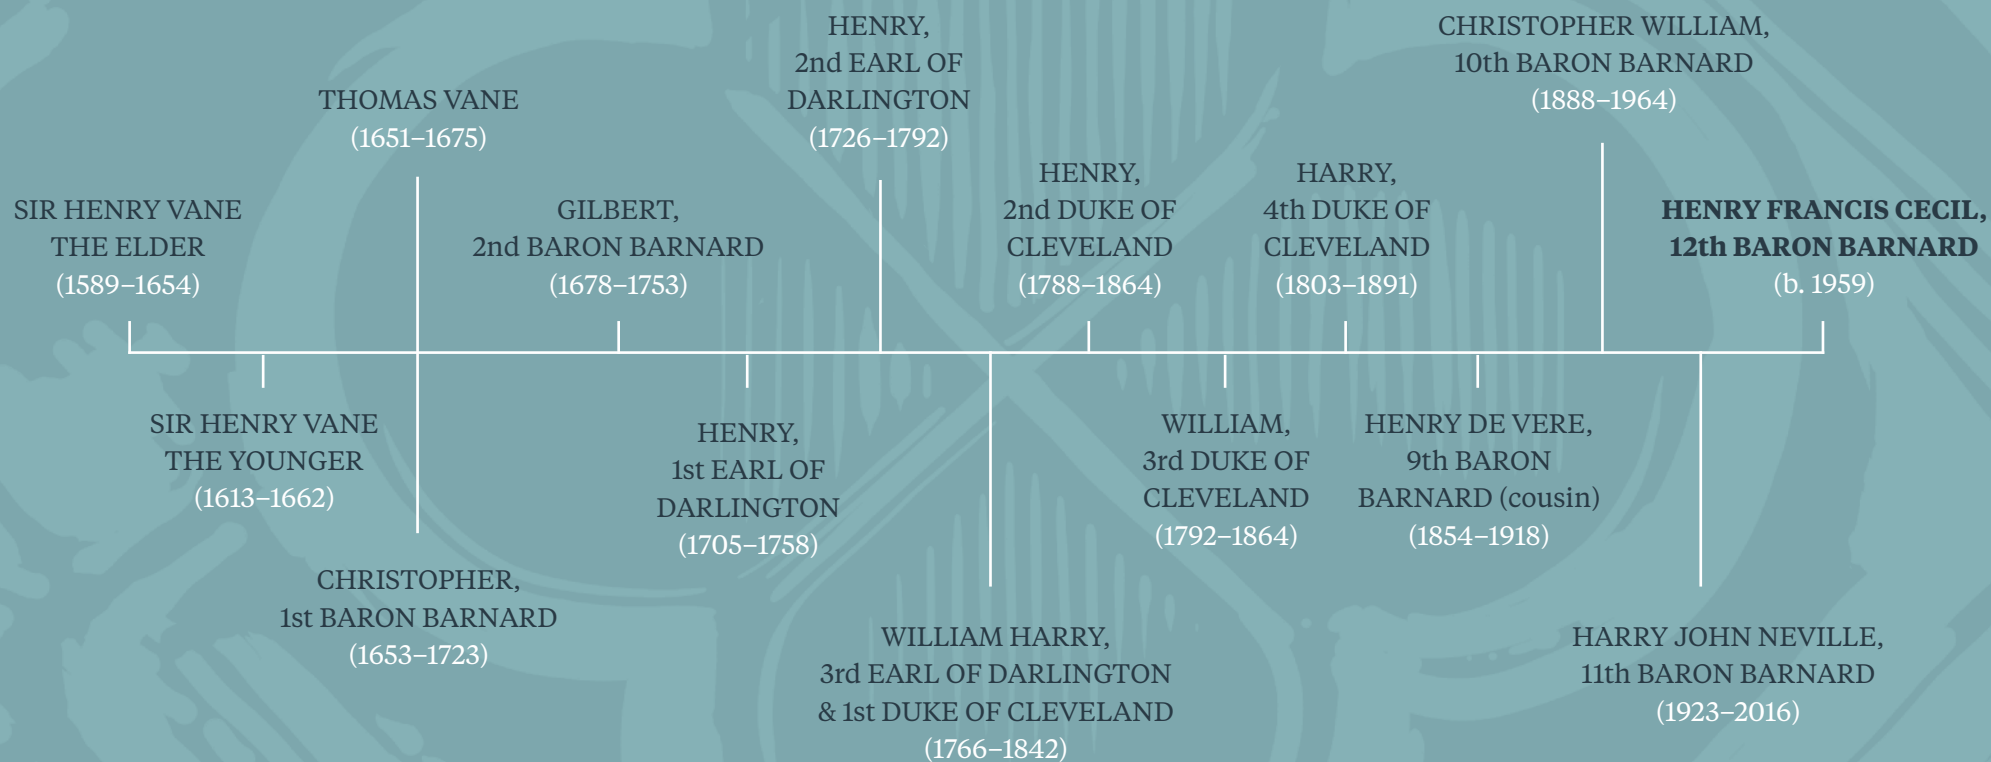 SIR HENRY VANE
THE ELDER
(1589–1654)
SIR HENRY VANE
THE YOUNGER
(1613–1662)
THOMAS VANE
(1651–1675)
CHRISTOPHER,
1st BARON BARNARD
(1653–1723)
GILBERT,
2nd BARON BARNARD
(1678–1753)
HENRY,
1st EARL OF
DARLINGTON
(1705–1758)
HENRY,
2nd EARL OF
DARLINGTON
(1726–1792)
WILLIAM HARRY,
3rd EARL OF DARLINGTON
& 1st DUKE OF CLEVELAND
(1766–1842)
HENRY,
2nd DUKE OF
CLEVELAND
(1788–1864)
WILLIAM,
3rd DUKE OF
CLEVELAND
(1792–1864)
HARRY,
4th DUKE OF
CLEVELAND
(1803–1891)
HENRY DE VERE,
9th BARON
BARNARD (cousin)
(1854–1918)
CHRISTOPHER WILLIAM,
10th BARON BARNARD
(1888–1964)
HARRY JOHN NEVILLE,
11th BARON BARNARD
(1923–2016)
HENRY FRANCIS CECIL,
12th BARON BARNARD
(b. 1959)